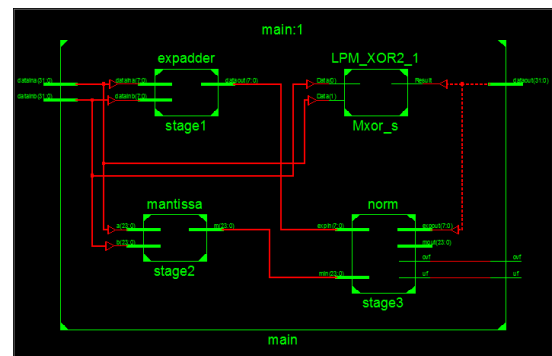 main:1
expadder
LPM_XOR2_1
dataina(31:0)
dataina(7:0)
dataout(7:0)
Data(0)
Result
dataout(31:0)
datainb(31:0)
datainb(7:0)
Data(1)
stage1
Mxor_s
mantissa
norm
a(23:0)
m(23:0)
expin(7:0)
expout(7:0)
b(23:0)
mout(23:0)
ovf
ovf
stage2
min(23:0)
uf
uf
stage3
main